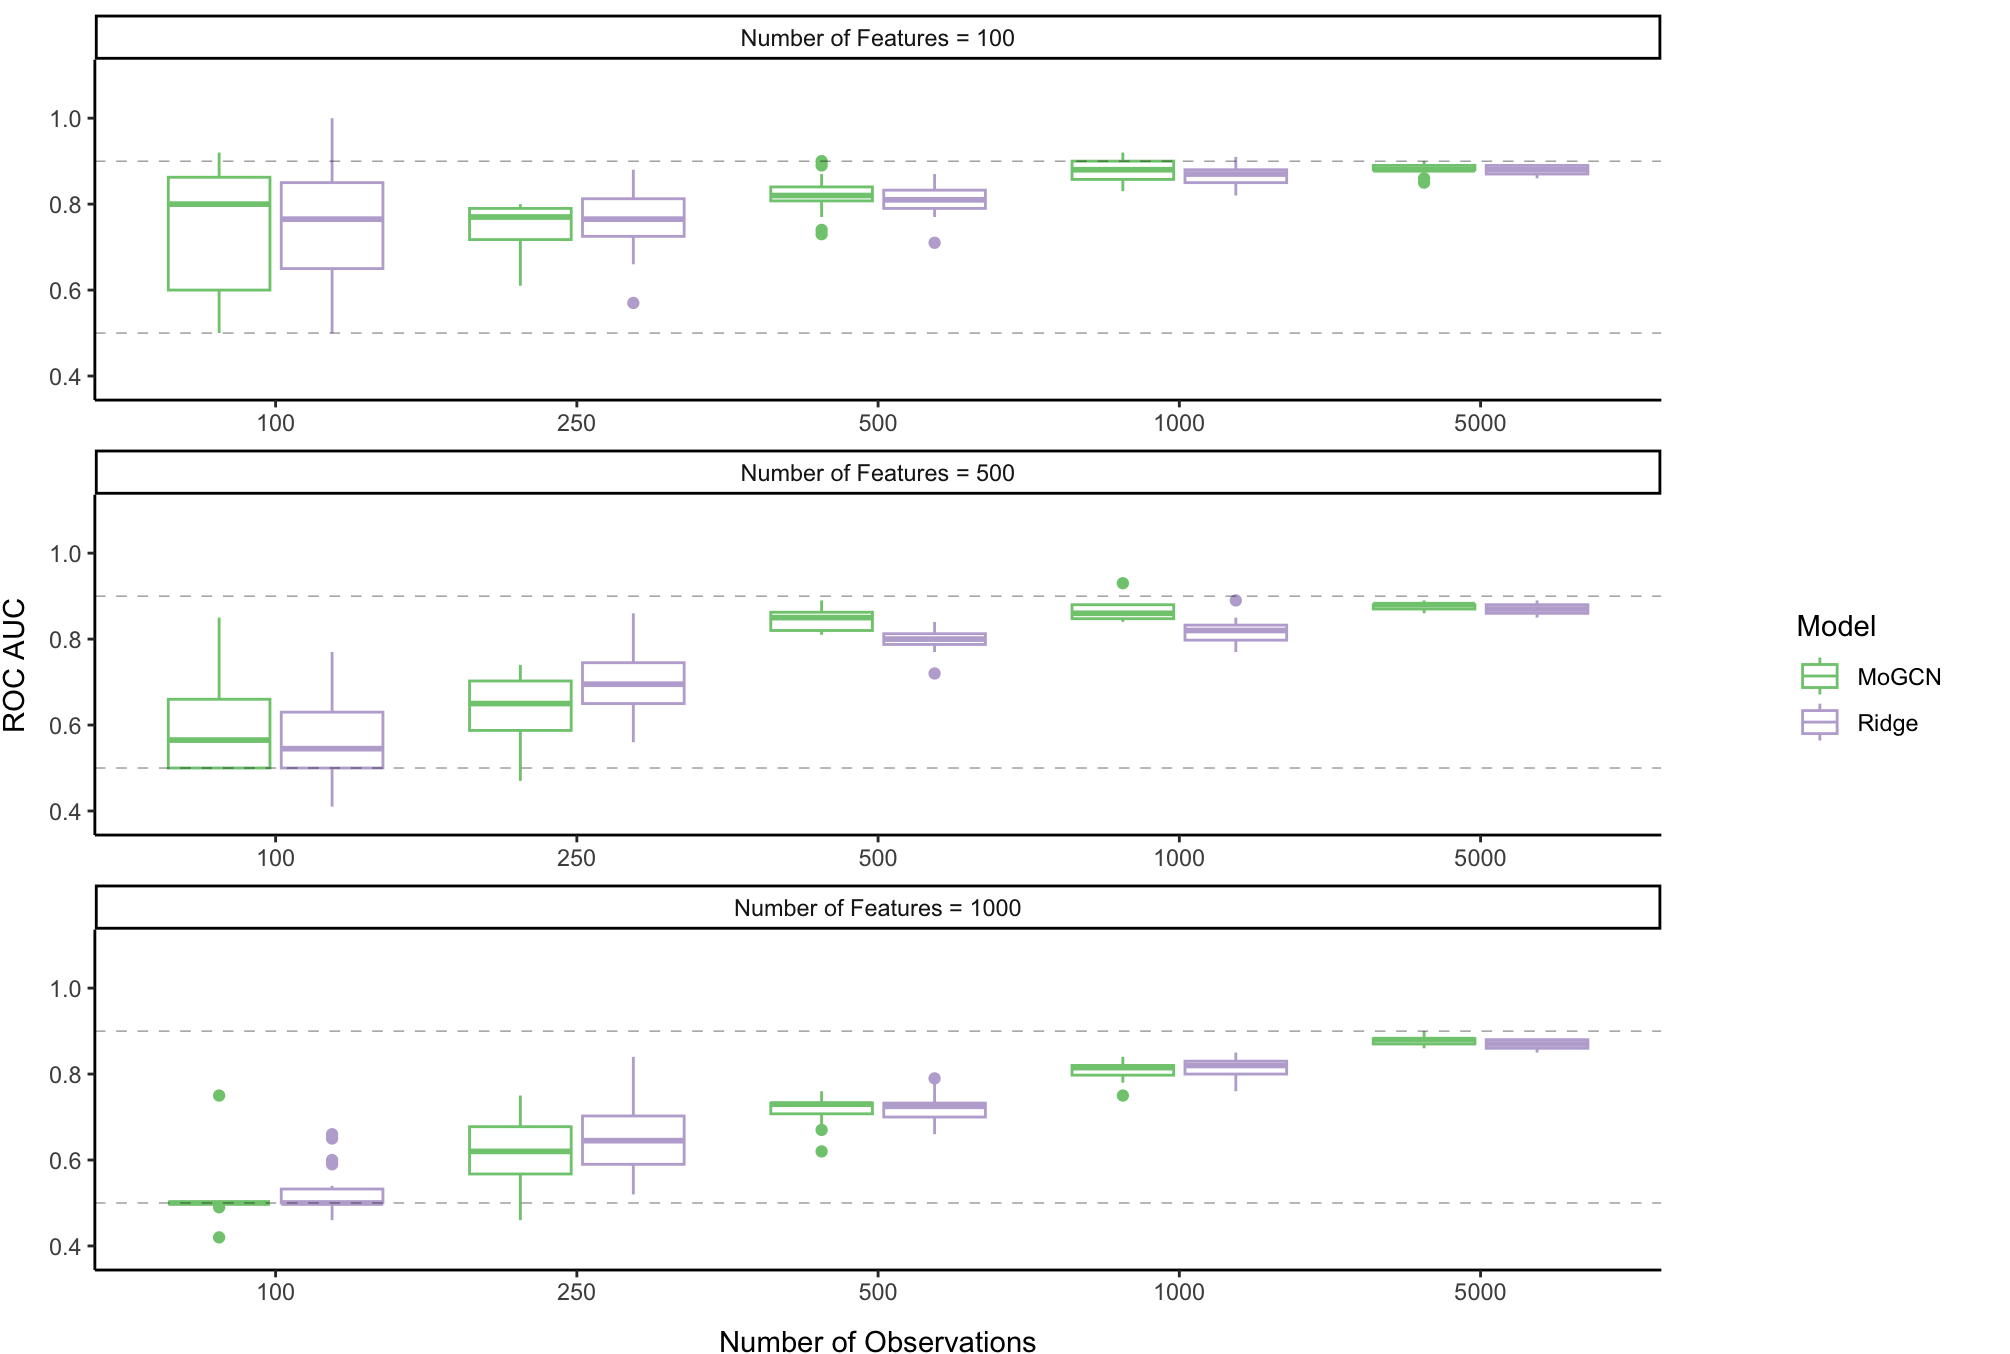 Number of Features = 100
1.0
0.8
0.6
0.4
100 250 500 1000 5000
Number of Features = 500
1.0
0.8
0.6
0.4
100 250 500 1000 5000
Number of Features = 1000
1.0
0.8
0.6
0.4
100 250 500 1000 5000
Number of Observations
ROC AUC
Model
MoGCN
Ridge